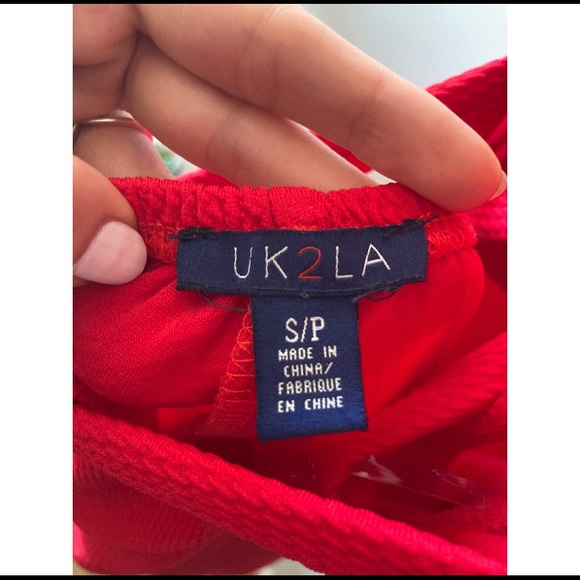 UK2LA
S/P
MADE IN
CHINA/
FABRIQUE
EN CHINE